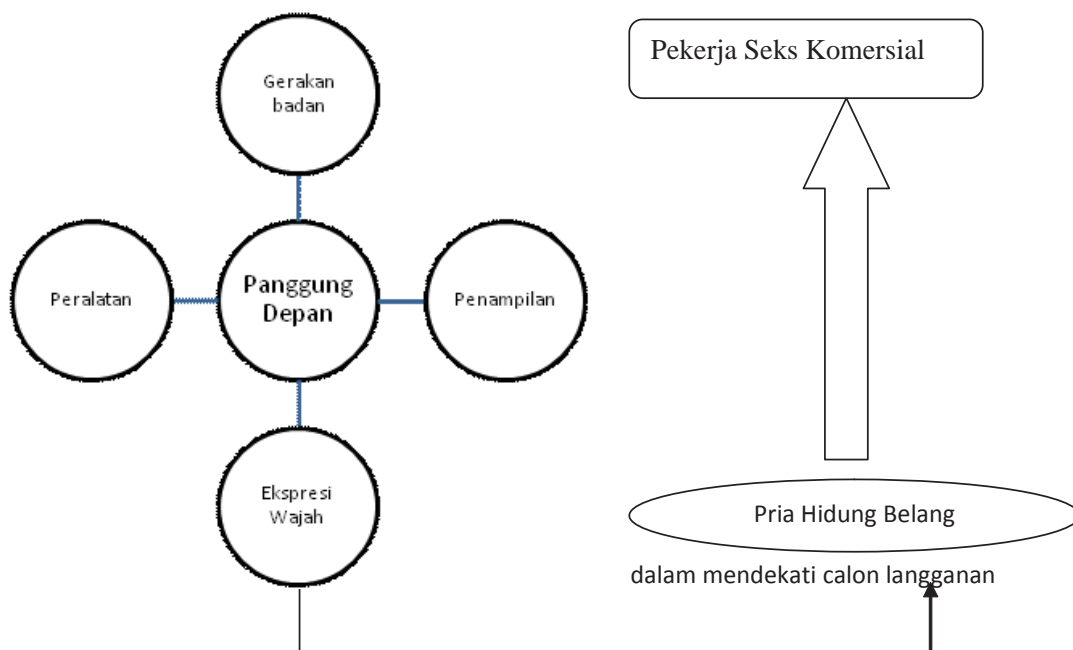 Gerakan
badan
Peralatan
Panggung
Depan
Penampilan
Ekspresi
Wajah
Pekerja Seks Komersial
Pria Hidung Belang
dalam mendekati calon langganan